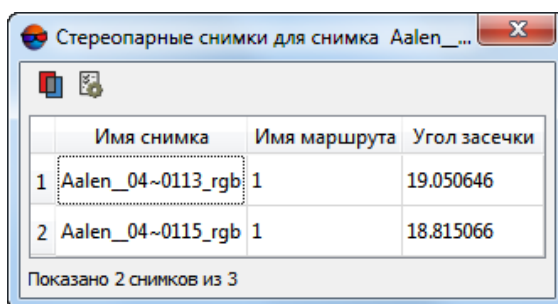 Стереопарные снимки для снимка Aalen__...
Имя снимка Имя маршрута Угол засечки
1 Aalen__04~0113_rgb 1 19.050646
2 Aalen__04~0115_rgb 1 18.815066
Показано 2 снимков из 3